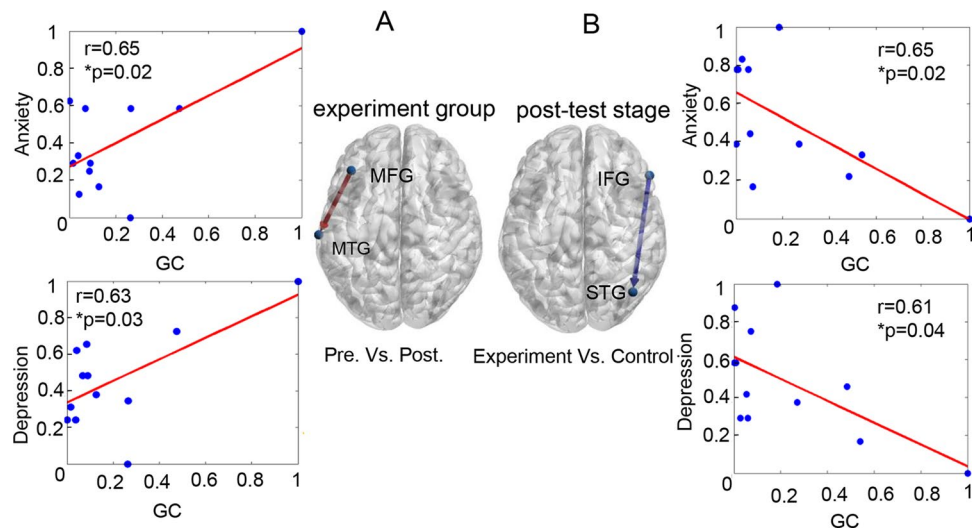 A
B
r=0.65
*p=0.02
Anxiety
1
0.8
0.6
0.4
0.2
0
0.2
0.4
0.6
0.8
1
GC
experiment group
MFG
MTG
Pre. Vs. Post.
r=0.63
*p=0.03
Depression
1
0.8
0.6
0.4
0.2
0
0.2
0.4
0.6
0.8
1
GC
post-test stage
IFG
STG
Experiment Vs. Control
r=0.65
*p=0.02
Anxiety
1
0.8
0.6
0.4
0.2
0
0.2
0.4
0.6
0.8
1
GC
r=0.61
*p=0.04
Depression
1
0.8
0.6
0.4
0.2
0
0.2
0.4
0.6
0.8
1
GC